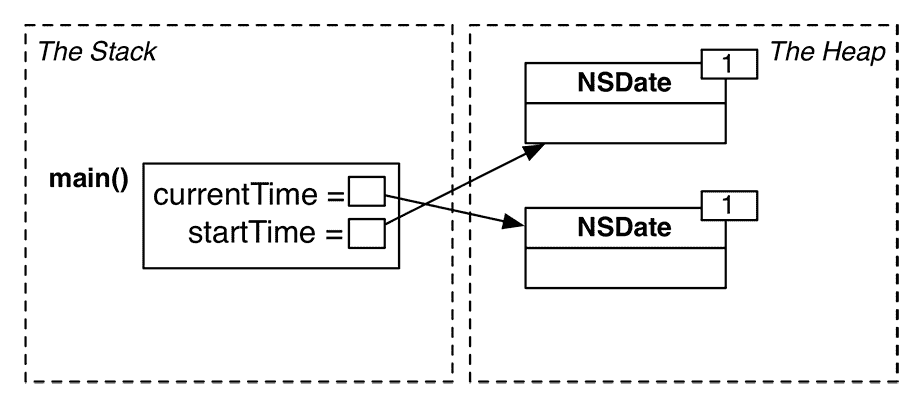 The Stack
main()
currentTime =
startTime =
The Heap
1
NSDate
1
NSDate